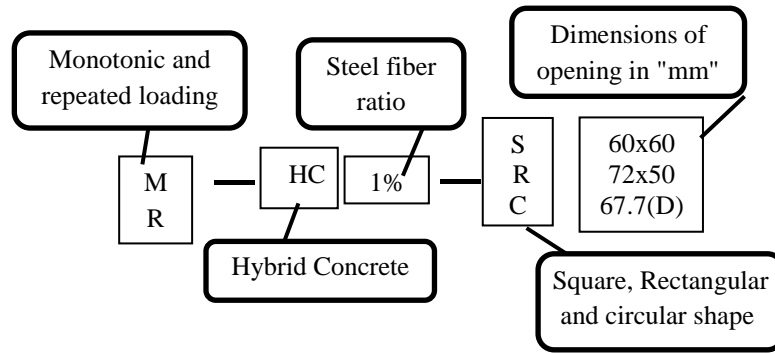 Monotonic and
repeated loading
Steel fiber
ratio
Dimensions of
opening in "mm"
M
R
HC
1%
S
R
C
60x60
72x50
67.7(D)
Hybrid Concrete
Square, Rectangular
and circular shape